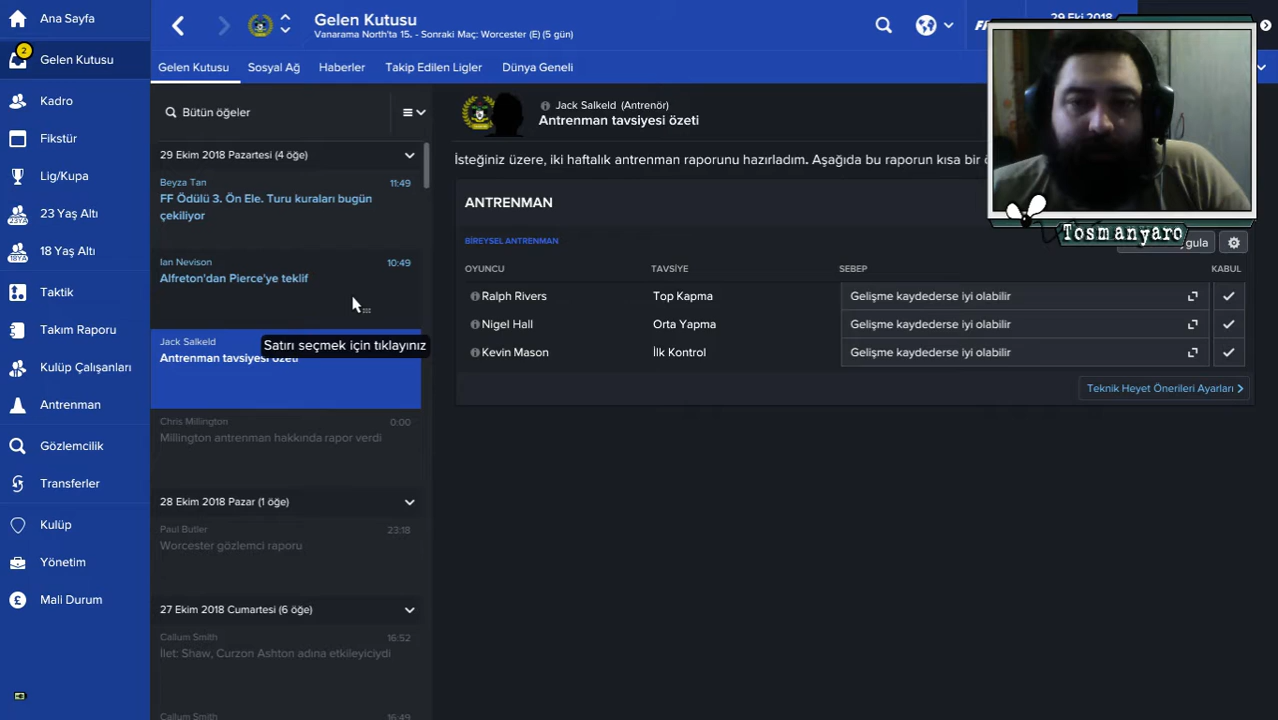 Ana Sayfa
2
Gelen Kutusu
Kadro
Fikstür
Lig/Kupa
23 Yaş Altı
18 Yaş Altı
Taktik
Takım Raporu
Kulüp Çalışanları
Antrenman
Gözlemcilik
Transferler
Kulüp
Yönetim
Mali Durum
Gelen Kutusu
Vanarama North'ta 15. - Sonraki Maç: Worcester (E) (5 gün)
29 Eki 2018
Gelen Kutusu Sosyal Ağ Haberler Takip Edilen Ligler Dünya Geneli
Bütün öğeler
29 Ekim 2018 Pazartesi (4 öğe)
Beyza Tan 11:49
FF Ödülü 3. Ön Ele. Turu kuraları bugün
çekiliyor
Ian Nevison 10:49
Alfreton'dan Pierce'ye teklif
Jack Salkeld
Satırı seçmek için tıklayınız
Antrenman tavsiyesi özeti
Chris Millington 0:00
Millington antrenman hakkında rapor verdi
28 Ekim 2018 Pazar (1 öğe)
Paul Butler 23:18
Worcester gözlemci raporu
27 Ekim 2018 Cumartesi (6 öğe)
Callum Smith 16:52
İlet: Shaw, Curzon Ashton adına etkileyiciydi
Callum Smith 16:49
Jack Salkeld (Antrenör)
Antrenman tavsiyesi özeti
İsteğiniz üzere, iki haftalık antrenman raporunu hazırladım. Aşağıda bu raporun kısa bir
Tosmanyaro
ANTRENMAN
BİREYSEL ANTRENMAN
OYUNCU TAVSİYE SEBEP KABUL
Ralph Rivers Top Kapma Gelişme kaydederse iyi olabilir
Nigel Hall Orta Yapma Gelişme kaydederse iyi olabilir
Kevin Mason İlk Kontrol Gelişme kaydederse iyi olabilir
Teknik Heyet Önerileri Ayarları